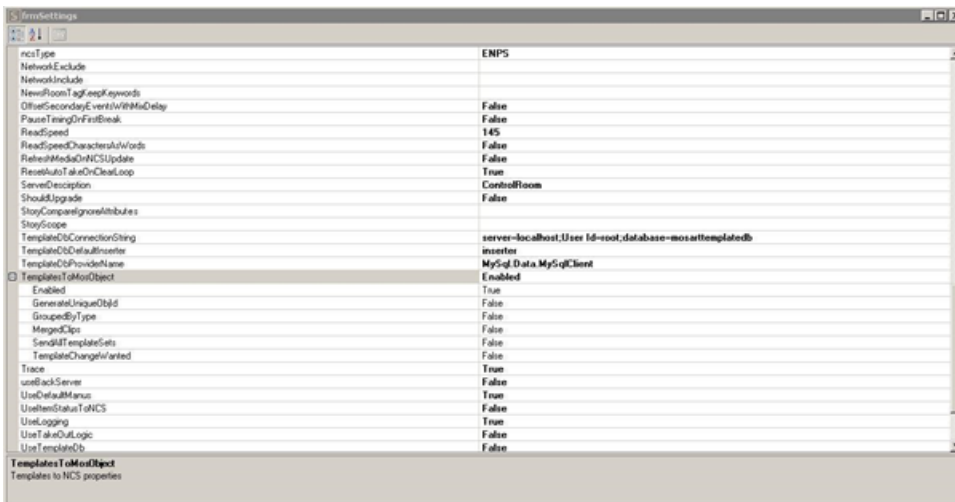 frmSettings
ncsType ENPS
NetworkExclude
NetworkInclude
NewsRoomTagKeepKeywords
OffsetSecondaryEventsWithMixDelay False
PauseTimingOnFirstBreak False
ReadSpeed 145
ReadSpeedCharactersAsWords False
RefreshMediaOnNCSUpdate False
ResetAutoTakeOnClearLoop True
ServerDescirption ControlRoom
ShouldUpgrade False
StoryCompareIgnoreAttributes
StoryScope
TemplateDbConnectionString server=localhost;User Id=root;database=mosarttemplatedb
TemplateDbDefaultInserter inserter
TemplateDbProviderName MySql.Data.MySqlClient
TemplatesToMosObject Enabled
Enabled True
GenerateUniqueObjId False
GroupedByType False
MergedClips False
SendAllTemplateSets False
TemplateChangeWanted False
Trace True
useBackServer False
UseDefaultManus True
UseItemStatusToNCS False
UseLogging True
UseTakeOutLogic False
UseTemplateDb False
TemplatesToMosObject
Templates to NCS properties